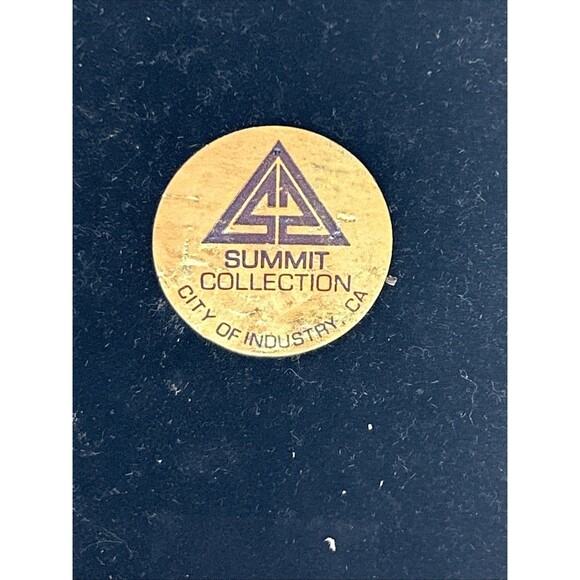 SUMMIT
COLLECTION
CITY OF INDUSTRY, CA